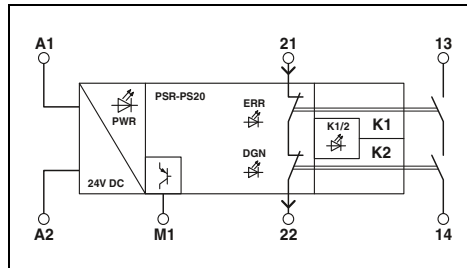 A1 21 13
PSR-PS20
ERR
PWR
K1/2 K1
DGN K2
24V DC
A2 M1 22 14